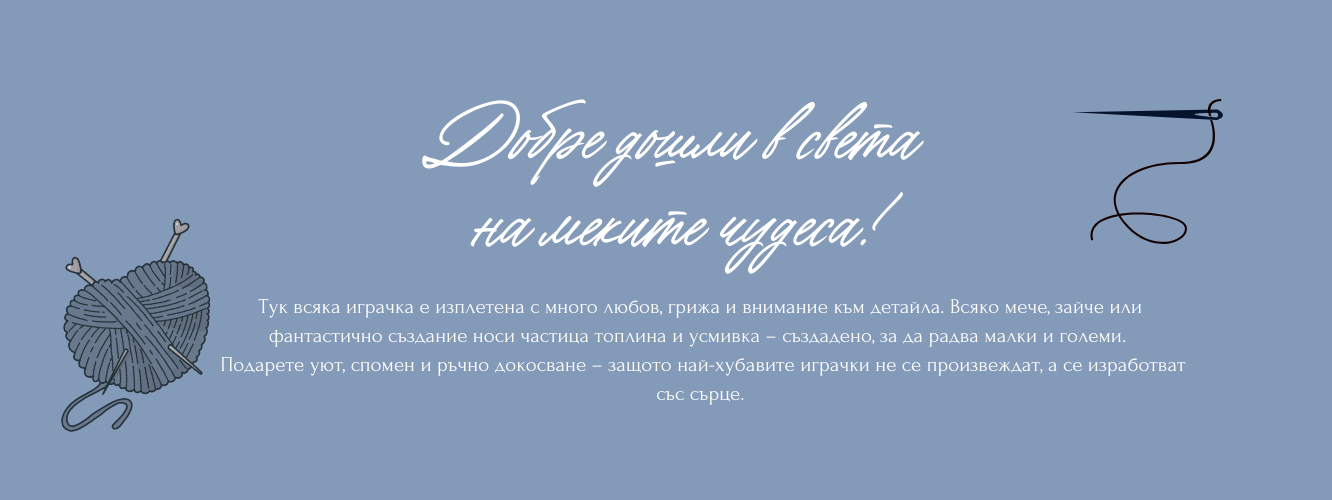 Добре дошли в света
на меките чудеса!
Тук всяка играчка е изплетена с много любов, грижа и внимание към детайла. Всяко мече, зайче или
фантастично създание носи частица топлина и усмивка – създадено, за да радва малки и големи.
Подарете уют, спомен и ръчно докосване – защото най-хубавите играчки не се произвеждат, а се изработват
със сърце.